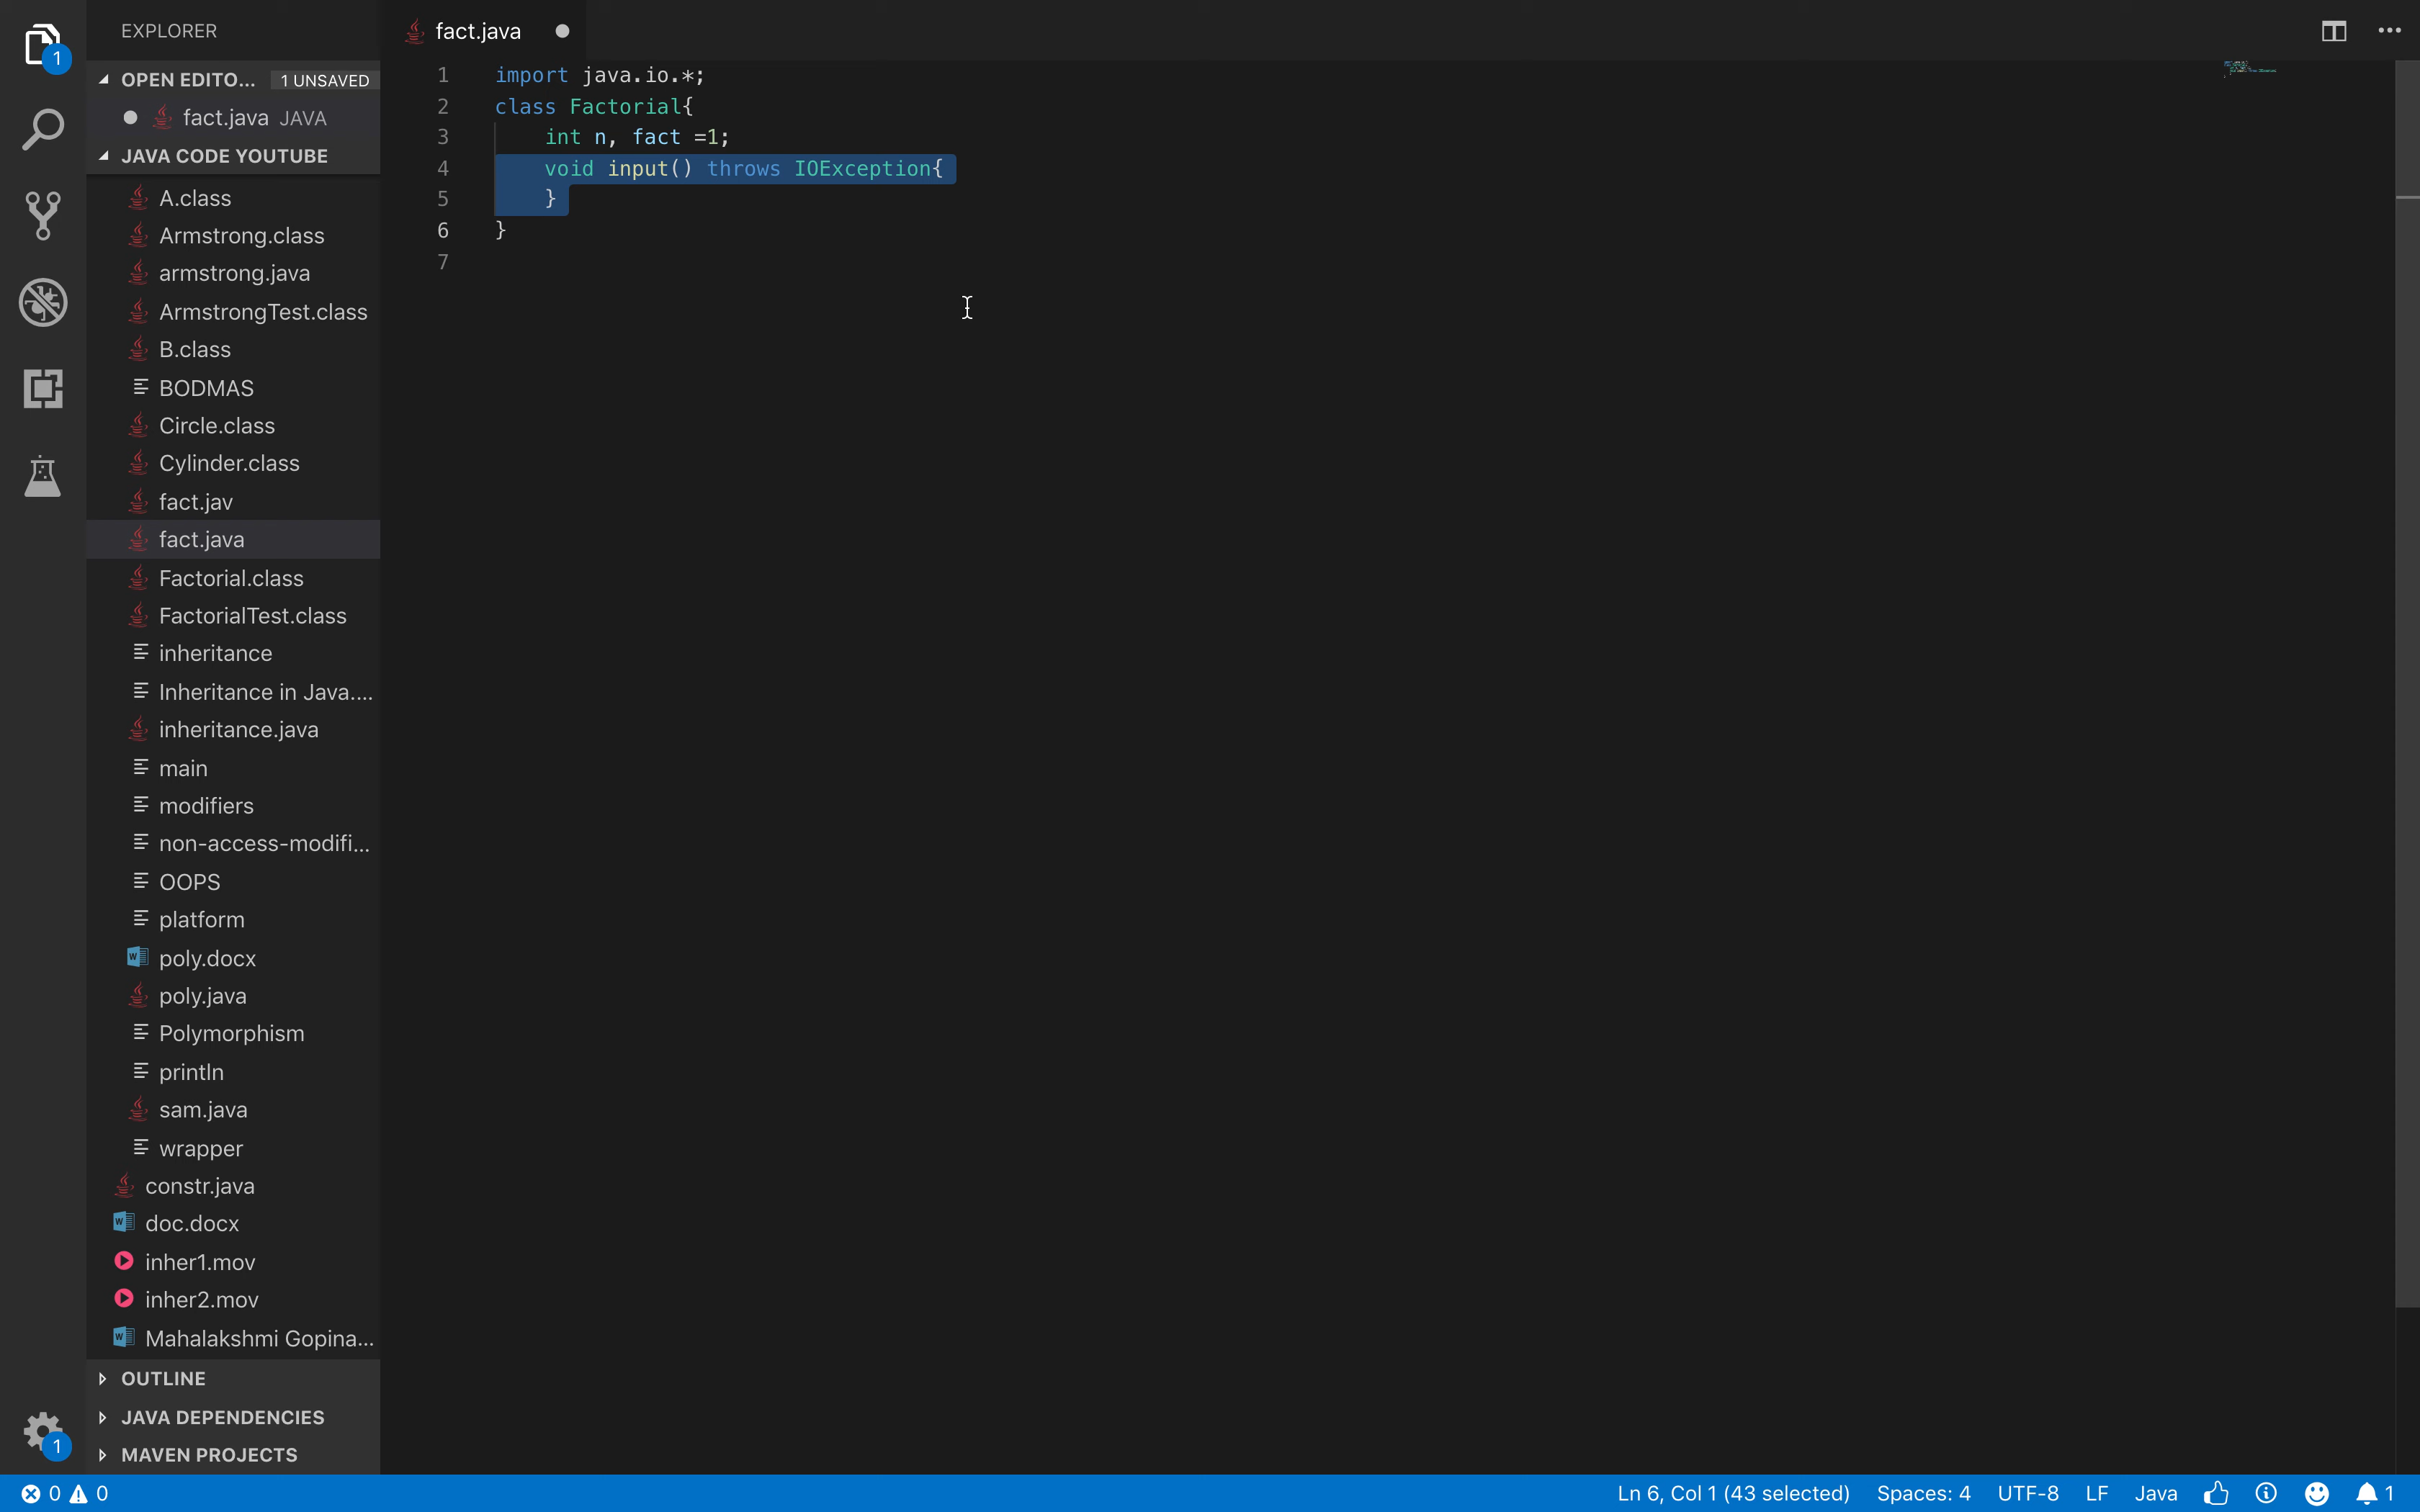 EXPLORER
OPEN EDITO... 1 UNSAVED
fact.java JAVA
JAVA CODE YOUTUBE
A.class
Armstrong.class
armstrong.java
ArmstrongTest.class
B.class
BODMAS
Circle.class
Cylinder.class
fact.jav
fact.java
Factorial.class
FactorialTest.class
inheritance
Inheritance in Java....
inheritance.java
main
modifiers
non-access-modifi...
OOPS
platform
poly.docx
poly.java
Polymorphism
println
sam.java
wrapper
constr.java
doc.docx
inher1.mov
inher2.mov
Mahalakshmi Gopina...
OUTLINE
JAVA DEPENDENCIES
MAVEN PROJECTS
1
1
fact.java
1 import java.io.*;
2 class Factorial{
3     int n, fact =1;
4     void input() throws IOException{
5     }
6 }
7
0 0 Ln 6, Col 1 (43 selected) Spaces: 4 UTF-8 LF Java 1